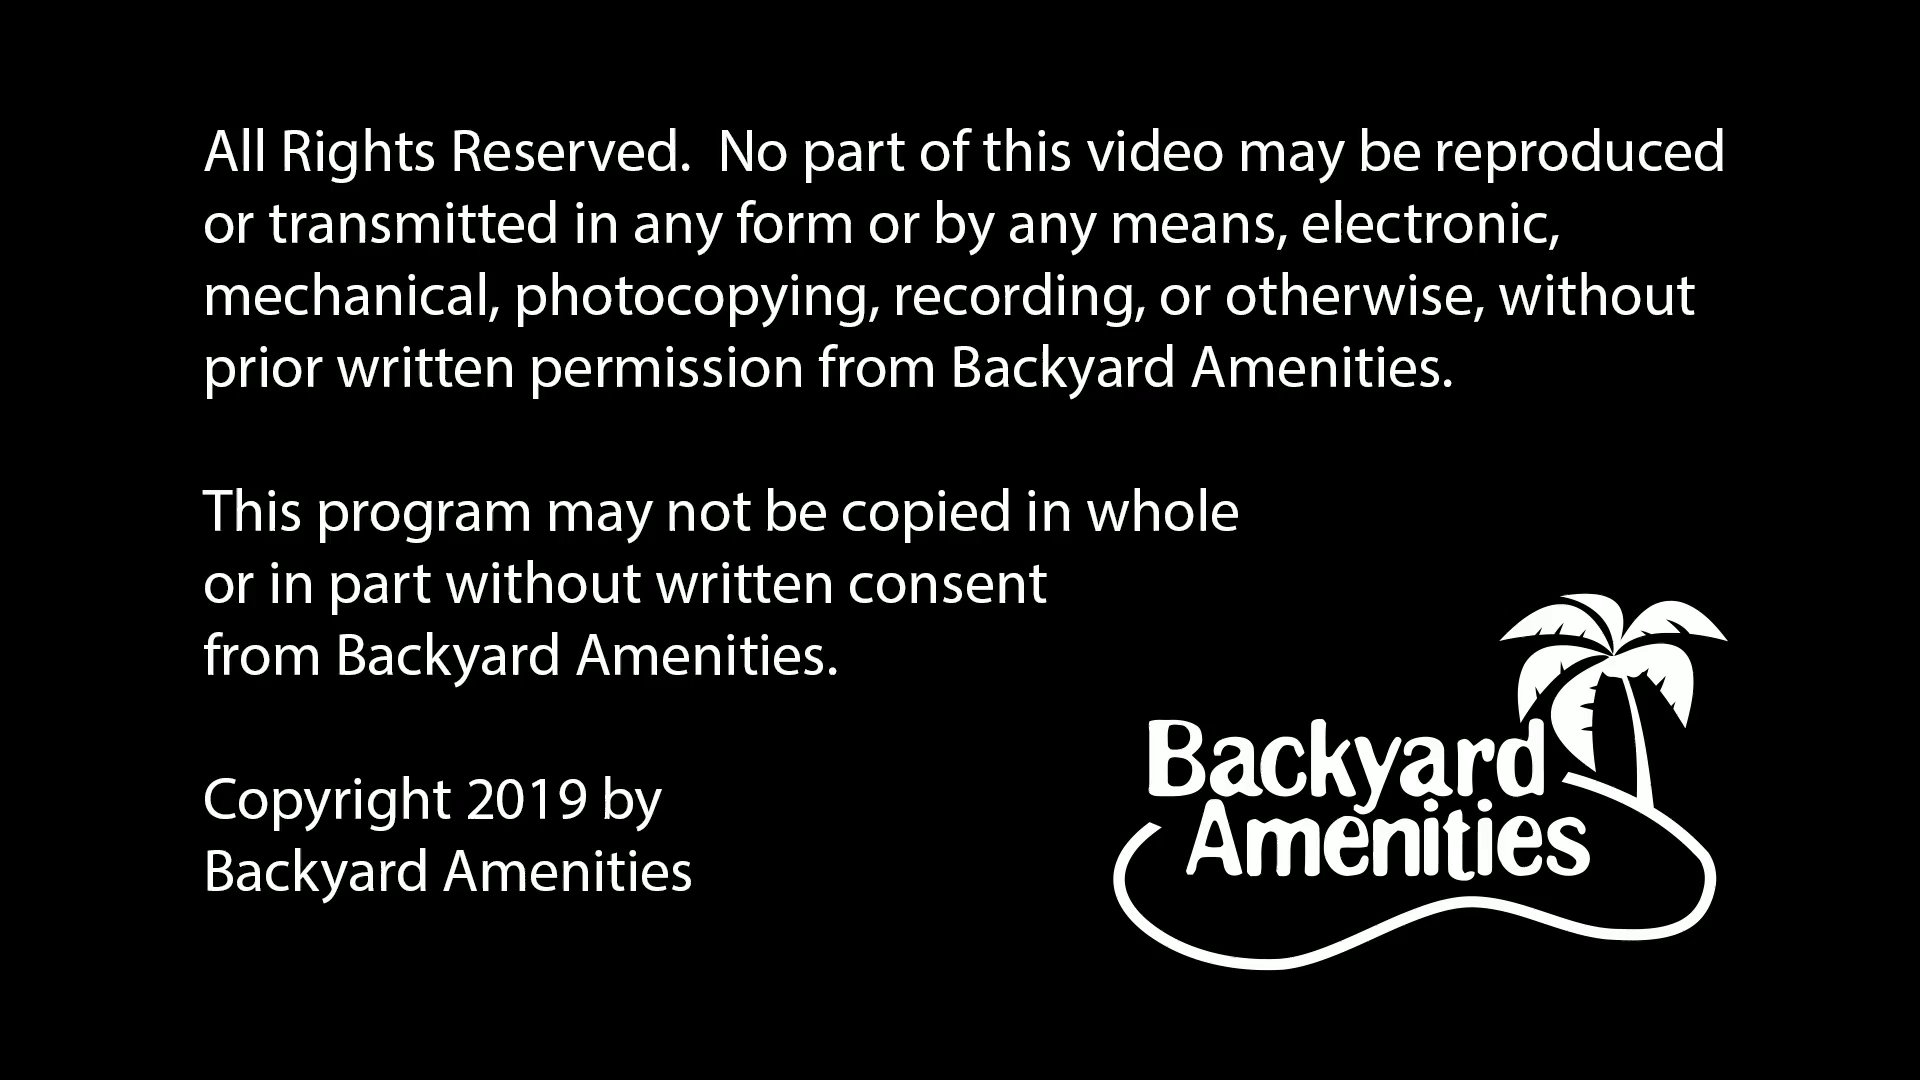 All Rights Reserved.  No part of this video may be reproduced
or transmitted in any form or by any means, electronic,
mechanical, photocopying, recording, or otherwise, without
prior written permission from Backyard Amenities.
This program may not be copied in whole
or in part without written consent
from Backyard Amenities.
Copyright 2019 by
Backyard Amenities
Backyard
Amenities